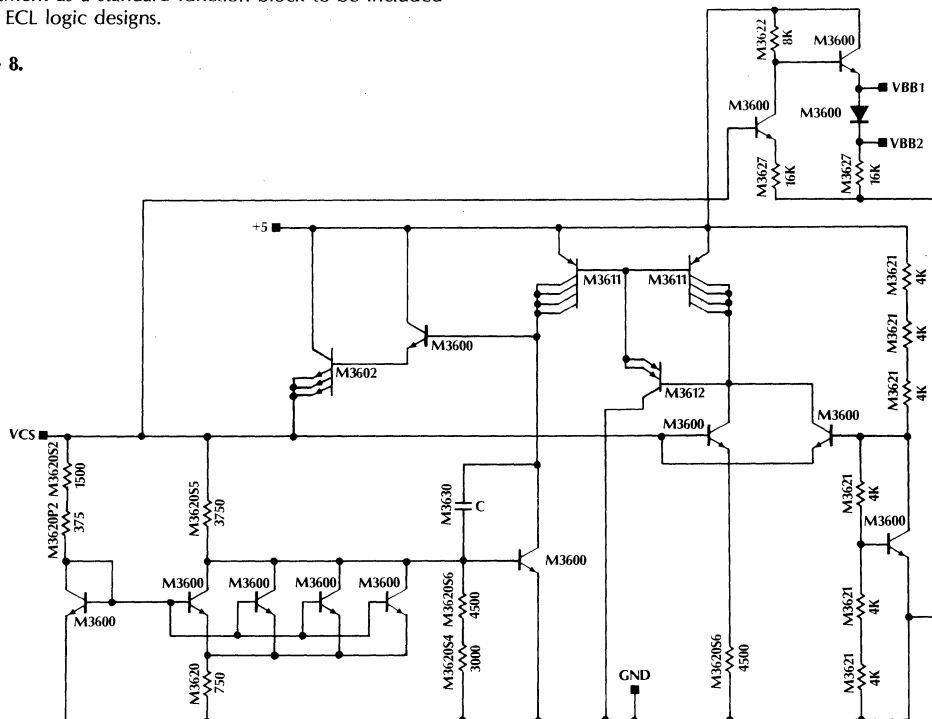 ement as a standard function block to be included
ECL logic designs.
8.
M3622
8K
M3600
M3600
VBB1
M3600
VBB2
M3627
16K
M3627
16K
+5
M3611
M3611
M3621
4K
M3600
M3621
4K
M3602
M3612
M3621
4K
M3600
M3600
VCS
M3620S2
1500
M3620P2
375
M3620S5
3750
M3630
C
M3621
4K
M3600
M3600
M3600
M3600
M3600
M3600
M3600
M3620S6
4500
M3620S4
3000
M3621
4K
M3620
750
M3620S6
4500
M3621
4K
GND